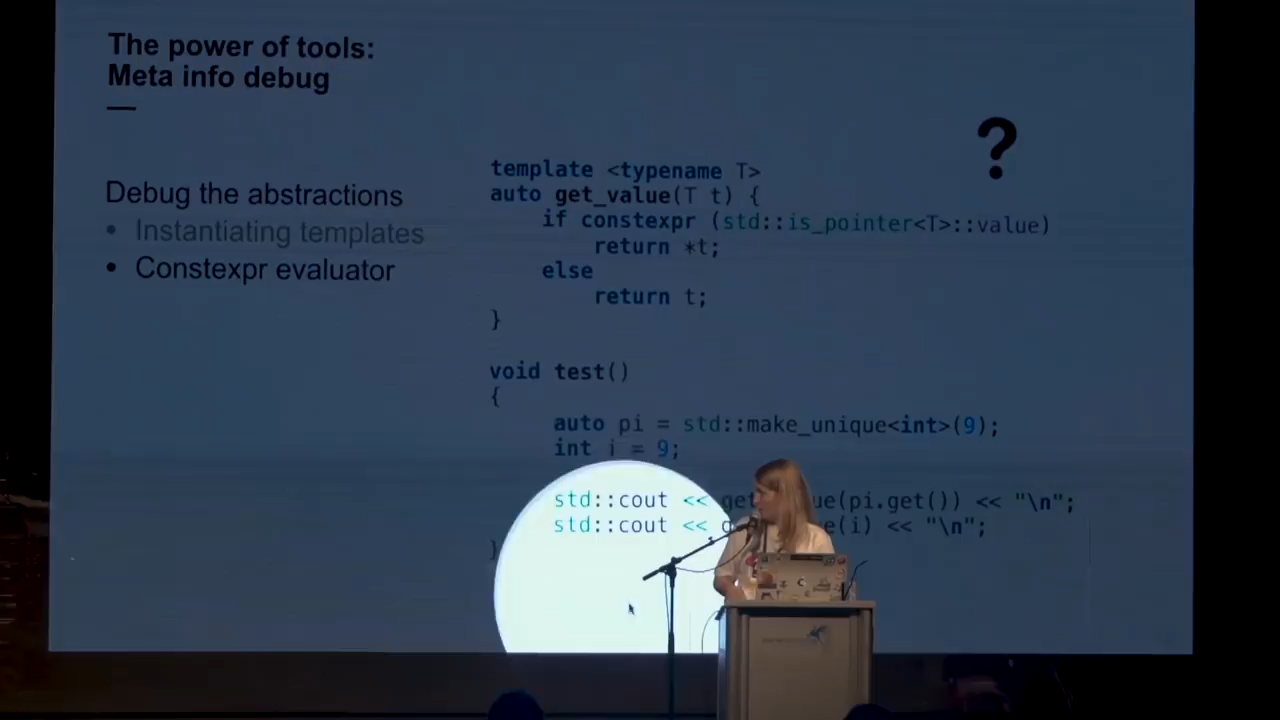 The power of tools:
Meta info debug
Debug the abstractions
• Instantiating templates
• Constexpr evaluator
?
template <typename T>
auto get_value(T t) {
if constexpr (std::is_pointer<T>::value)
return *t;
else
return t;
}
void test()
{
auto pi = std::make_unique<int>(9);
int i = 9;
std::cout << ue(pi.get()) << "\n";
std::cout << e(i) << "\n";
}